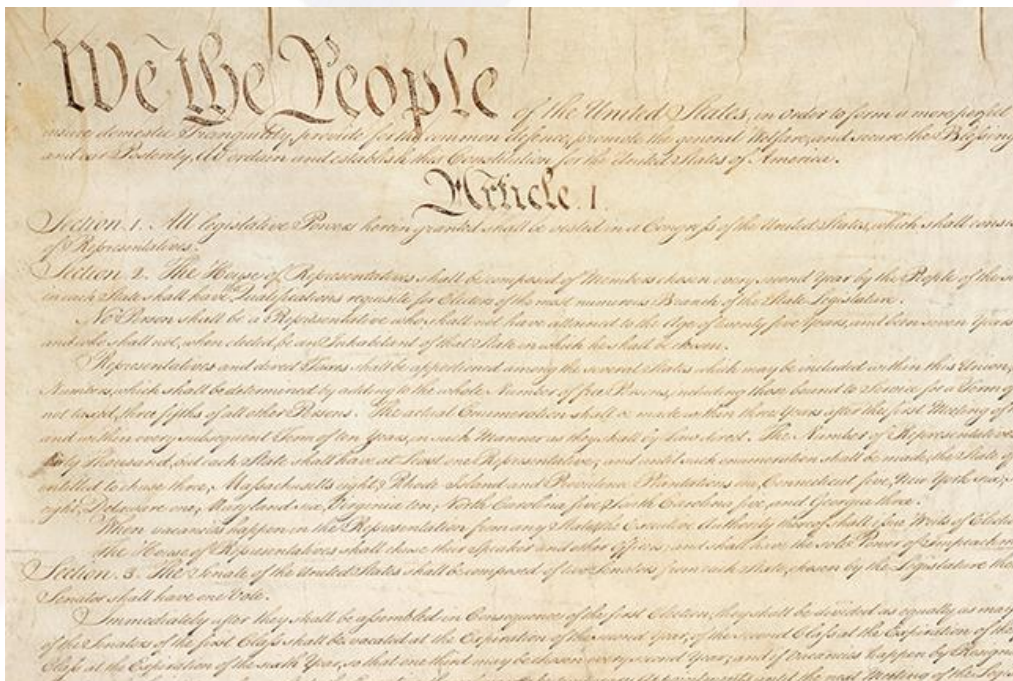 We the People of the United States, in order to form a more perfect
insure domestic Tranquility, provide for the common defence, promote the general Welfare, and secure the Blessing
and our Posterity, do ordain and establish this Constitution for the United States of America.
Article. I.
Section. 1. All legislative Powers herein granted shall be vested in a Congress of the United States, which shall consis
of Representatives.
Section. 2. The House of Representatives shall be composed of Members chosen every second Year by the People of the s
in each State shall have Qualifications requisite for Electors of the most numerous Branch of the State Legislature.
No Person shall be a Representative who shall not have attained to the Age of twenty five Years, and been seven Years
and who shall not, when elected, be an Inhabitant of that State in which he shall be chosen.
Representatives and direct Taxes shall be apportioned among the several States which may be included within this Union,
Numbers, which shall be determined by adding to the whole Number of free Persons, including those bound to Service for a Term of
not taxed, three fifths of all other Persons. The actual Enumeration shall be made within three Years after the first Meeting of
and within every subsequent Term of ten Years, in such Manner as they shall by Law direct. The Number of Representatives
thirty Thousand, but each State shall have at Least one Representative; and until such enumeration shall be made, the State of
entitled to chuse three, Massachusetts eight, Rhode Island and Providence Plantations one, Connecticut five, New York six,
eight, Delaware one, Maryland six, Virginia ten, North Carolina five, South Carolina five, and Georgia three.
When vacancies happen in the Representation from any State, the Executive Authority thereof shall issue Writs of Electio
The House of Representatives shall chuse their Speaker and other Officers; and shall have the sole Power of Impeachm
Section. 3. The Senate of the United States shall be composed of two Senators from each State, chosen by the Legislature the
Senator shall have one Vote.
Immediately after they shall be assembled in Consequence of the first Election, they shall be divided as equally as may
of the Senators of the first Class shall be vacated at the Expiration of the second Year, of the second Class at the Expiration of the
Class at the Expiration of the sixth Year, so that one third may be chosen every second Year; and if Vacancies happen by Resigna
Appointments until the next Meeting of the Legis